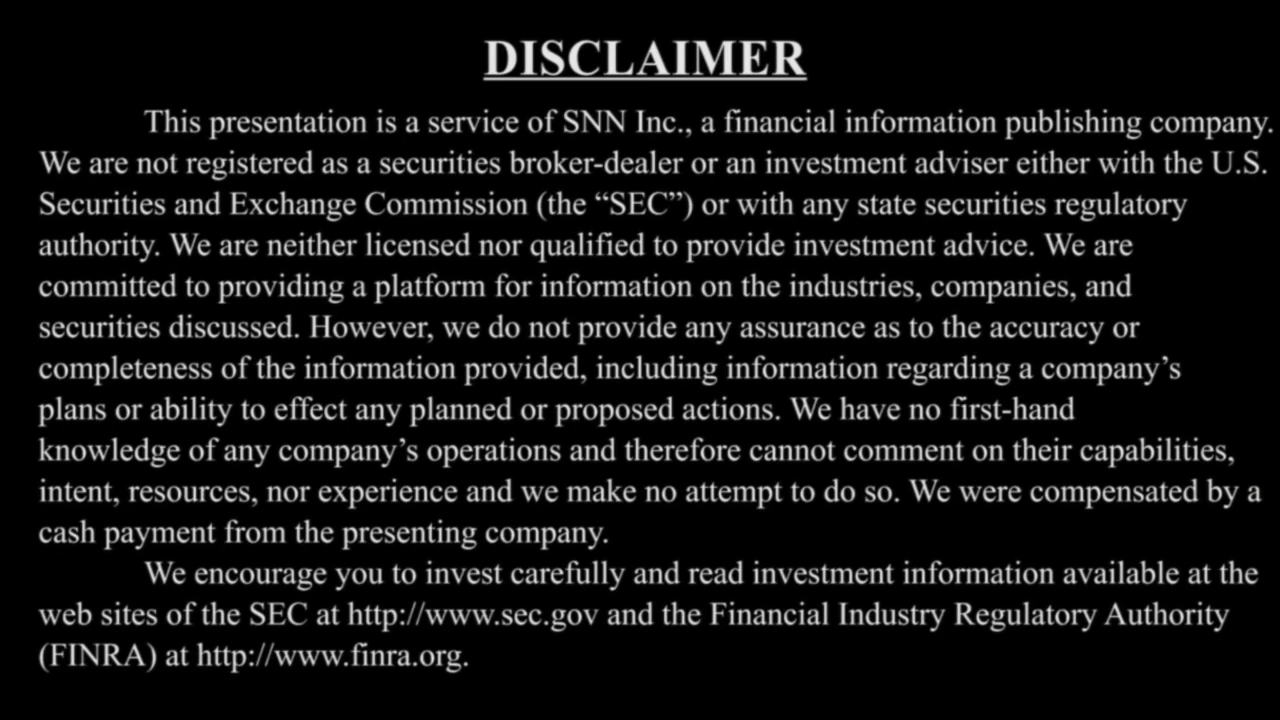 DISCLAIMER
This presentation is a service of SNN Inc., a financial information publishing company.
We are not registered as a securities broker-dealer or an investment adviser either with the U.S.
Securities and Exchange Commission (the “SEC”) or with any state securities regulatory
authority. We are neither licensed nor qualified to provide investment advice. We are
committed to providing a platform for information on the industries, companies, and
securities discussed. However, we do not provide any assurance as to the accuracy or
completeness of the information provided, including information regarding a company’s
plans or ability to effect any planned or proposed actions. We have no first-hand
knowledge of any company’s operations and therefore cannot comment on their capabilities,
intent, resources, nor experience and we make no attempt to do so. We were compensated by a
cash payment from the presenting company.
We encourage you to invest carefully and read investment information available at the
web sites of the SEC at http://www.sec.gov and the Financial Industry Regulatory Authority
(FINRA) at http://www.finra.org.